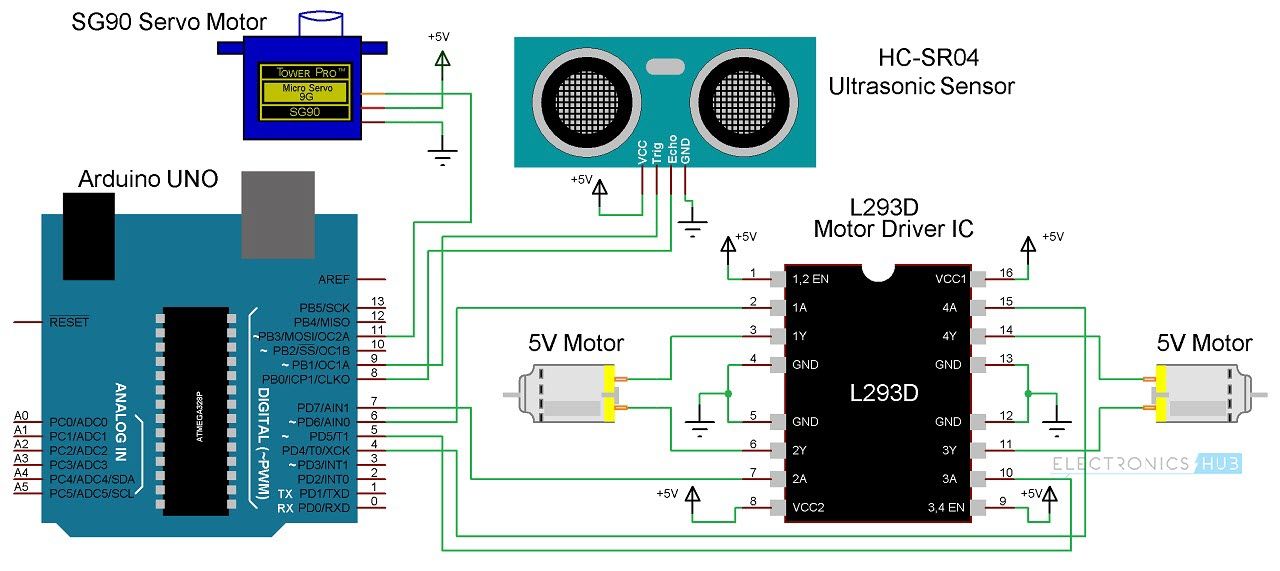 SG90 Servo Motor
+5V
TOWER PRO™
Micro Servo
9G
SG90
HC-SR04
Ultrasonic Sensor
VCC
Trig
Echo
GND
+5V
Arduino UNO
AREF
PB5/SCK 13
PB4/MISO 12
~PB3/MOSI/OC2A 11
~ PB2/SS/OC1B 10
~ PB1/OC1A 9
PB0/ICP1/CLKO 8
PD7/AIN1 7
~ PD6/AIN0 6
~ PD5/T1 5
PD4/T0/XCK 4
~ PD3/INT1 3
PD2/INT0 2
TX PD1/TXD 1
RX PD0/RXD 0
RESET
ATMEGA328P
ANALOG IN
DIGITAL (~PWM)
A0 PC0/ADC0
A1 PC1/ADC1
A2 PC2/ADC2
A3 PC3/ADC3
A4 PC4/ADC4/SDA
A5 PC5/ADC5/SCL
L293D
Motor Driver IC
+5V
+5V
1 1,2 EN VCC1 16
2 1A 4A 15
3 1Y 4Y 14
4 GND GND 13
L293D
5 GND GND 12
6 2Y 3Y 11
7 2A 3A 10
8 VCC2 3,4 EN 9
+5V
+5V
5V Motor
5V Motor
ELECTRONICS HUB